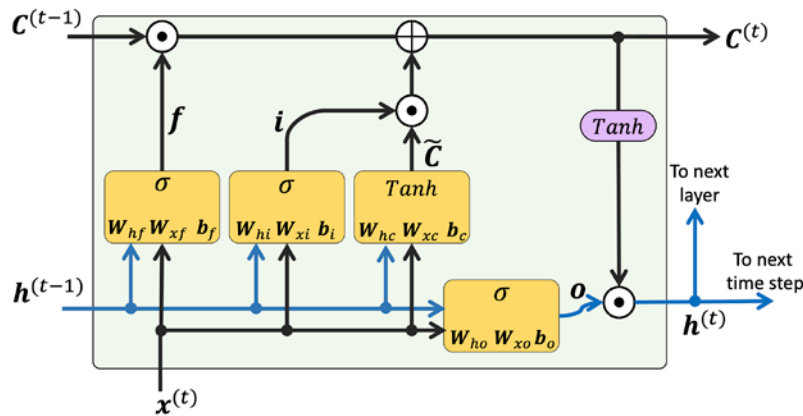 C^(t-1)
C^(t)
f
i
C̃
Tanh
σ
W_hf W_xf b_f
σ
W_hi W_xi b_i
Tanh
W_hc W_xc b_c
To next
layer
To next
time step
h^(t-1)
σ
W_ho W_xo b_o
o
h^(t)
x^(t)